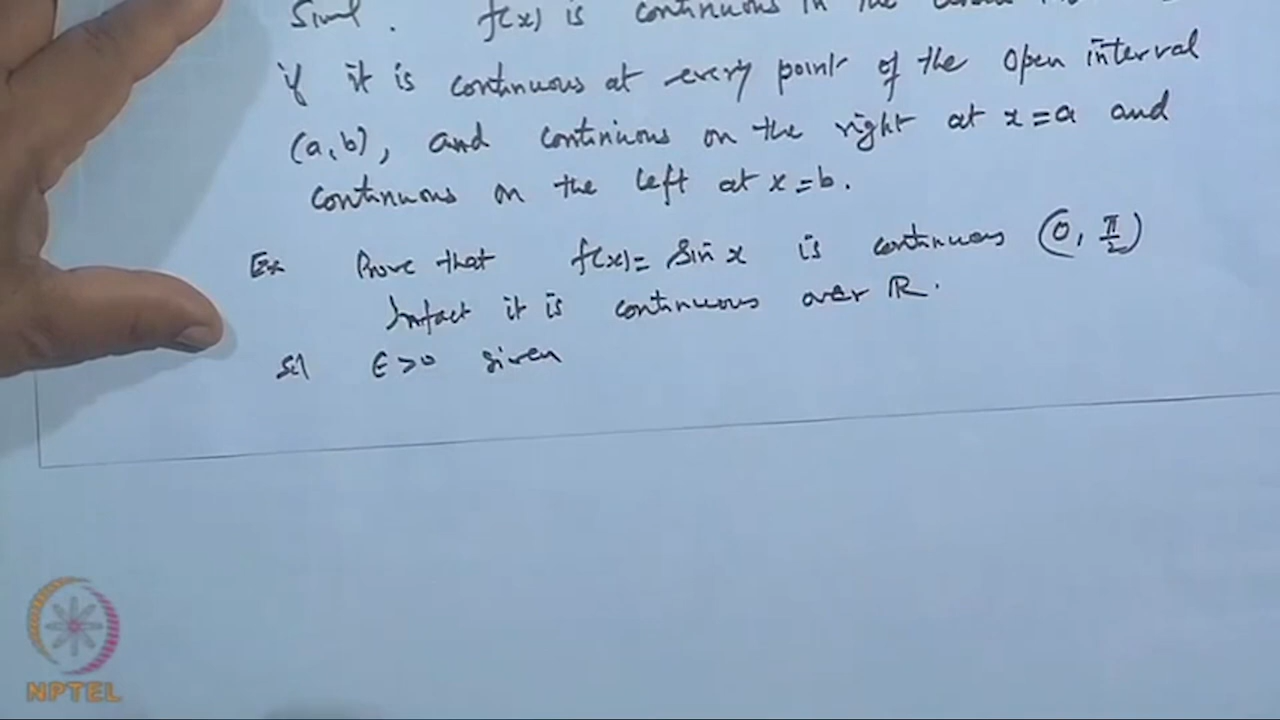 f(x) is continuous in the
if it is continuous at every point of the open interval
(a,b), and continuous on the right at x=a and
continuous on the left at x=b.
Ex Prove that f(x)= Sin x is continuous (0, π/2)
Infact it is continuous over ℝ.
Sol ε>0 given
NPTEL